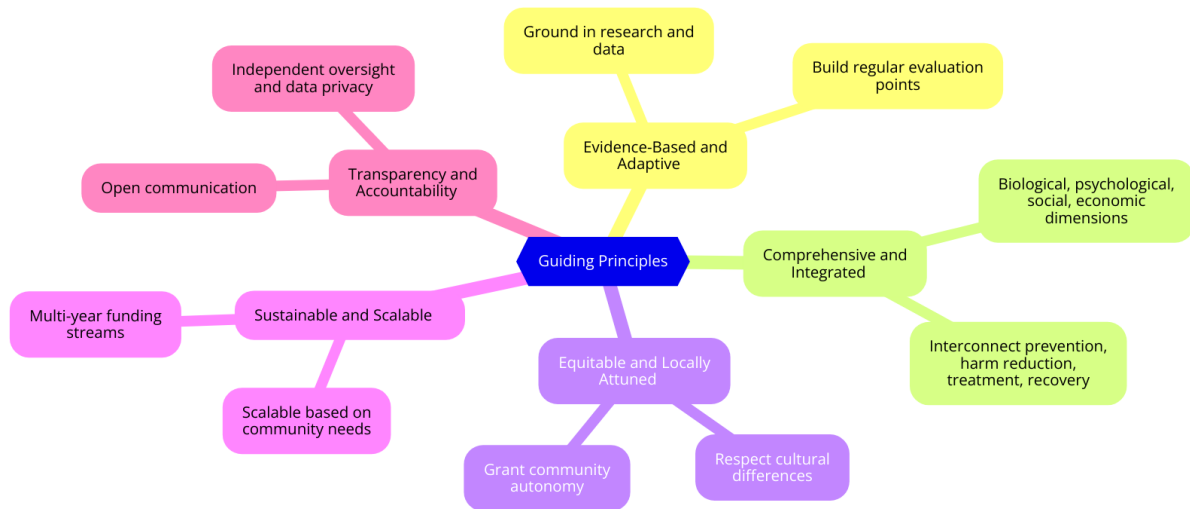 Guiding Principles
Evidence-Based and
Adaptive
Ground in research and
data
Build regular evaluation
points
Comprehensive and
Integrated
Biological, psychological,
social, economic
dimensions
Interconnect prevention,
harm reduction,
treatment, recovery
Equitable and Locally
Attuned
Respect cultural
differences
Grant community
autonomy
Sustainable and Scalable
Multi-year funding
streams
Scalable based on
community needs
Transparency and
Accountability
Independent oversight
and data privacy
Open communication